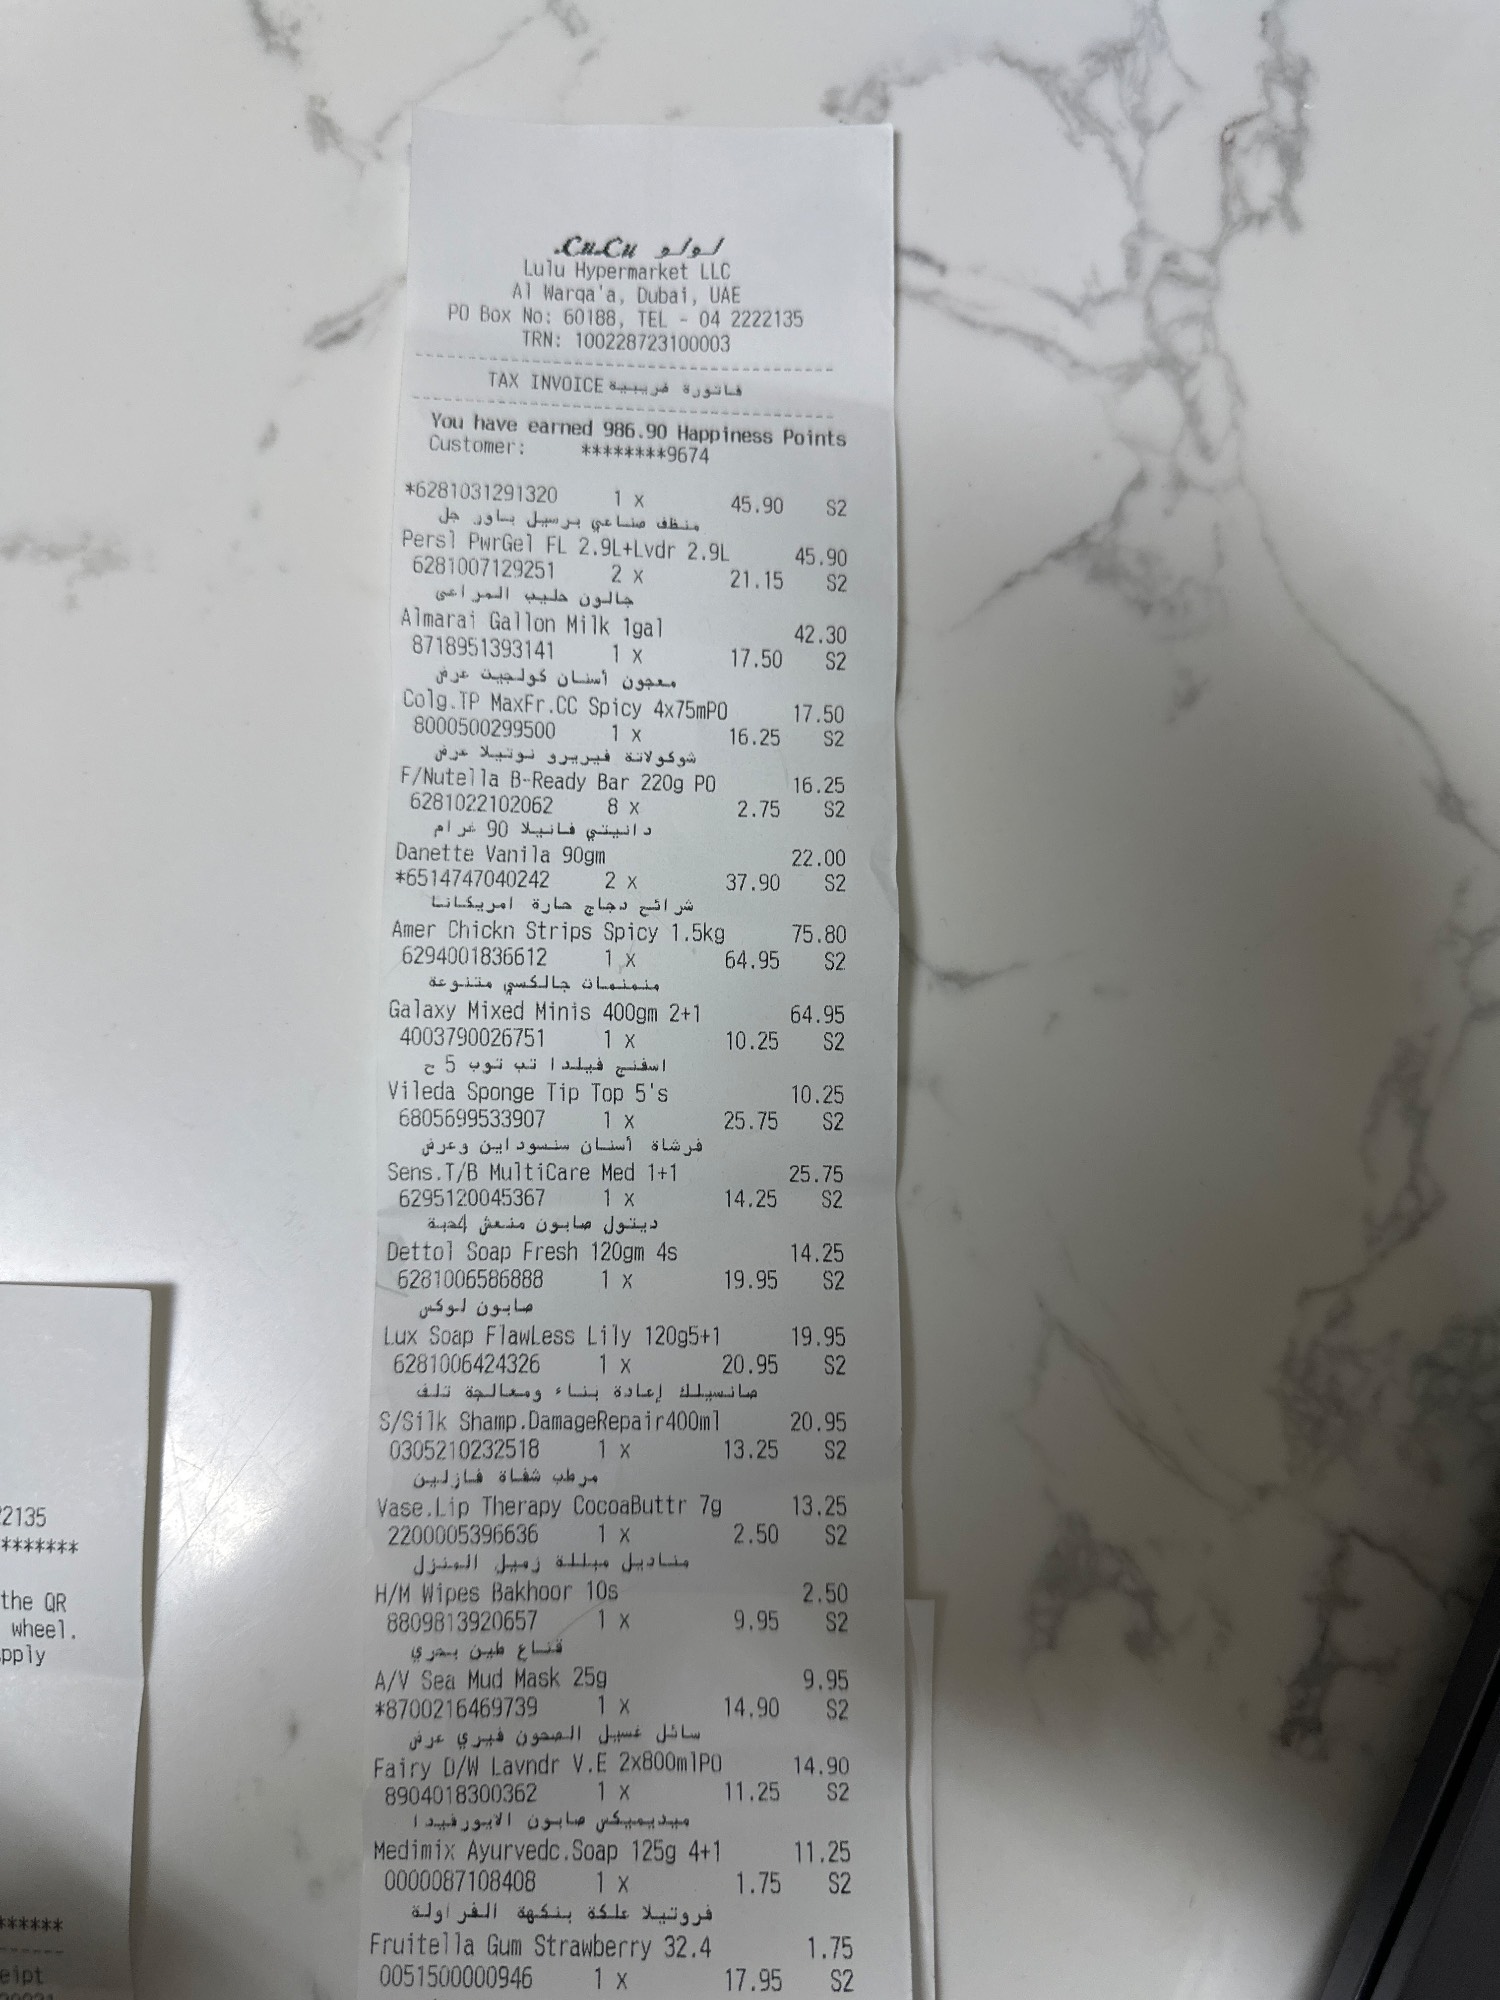 لولو LuLu.
Lulu Hypermarket LLC
Al Warqa'a, Dubai, UAE
PO Box No: 60188, TEL - 04 2222135
TRN: 100228723100003
TAX INVOICE فاتورة ضريبية
You have earned 986.90 Happiness Points
Customer: ********9674
*6281031291320 1 x 45.90 S2
منظف صناعي برسيل باور جل
Persl PwrGel FL 2.9L+Lvdr 2.9L 45.90
6281007129251 2 x 21.15 S2
جالون حليب المراعى
Almarai Gallon Milk 1gal 42.30
8718951393141 1 x 17.50 S2
معجون أسنان كولجيت عرض
Colg.TP MaxFr.CC Spicy 4x75mPO 17.50
8000500299500 1 x 16.25 S2
شوكولاتة فيريرو نوتيلا عرض
F/Nutella B-Ready Bar 220g PO 16.25
6281022102062 8 x 2.75 S2
دانيتي فانيلا 90 غرام
Danette Vanila 90gm 22.00
*6514747040242 2 x 37.90 S2
شرائح دجاج حارة امريكانا
Amer Chickn Strips Spicy 1.5kg 75.80
6294001836612 1 x 64.95 S2
منمنمات جالكسي متنوعة
Galaxy Mixed Minis 400gm 2+1 64.95
4003790026751 1 x 10.25 S2
اسفنج فيلدا تب توب 5 ح
Vileda Sponge Tip Top 5's 10.25
6805699533907 1 x 25.75 S2
فرشاة أسنان سنسوداين وعرض
Sens.T/B MultiCare Med 1+1 25.75
6295120045367 1 x 14.25 S2
ديتول صابون منعش 4حبة
Dettol Soap Fresh 120gm 4s 14.25
6281006586888 1 x 19.95 S2
صابون لوكس
Lux Soap FlawLess Lily 120g5+1 19.95
6281006424326 1 x 20.95 S2
صانسيلك إعادة بناء ومعالجة تلف
S/Silk Shamp.DamageRepair400ml 20.95
0305210232518 1 x 13.25 S2
مرطب شفاة فازلين
Vase.Lip Therapy CocoaButtr 7g 13.25
2200005396636 1 x 2.50 S2
مناديل مبللة زميل المنزل
H/M Wipes Bakhoor 10s 2.50
8809813920657 1 x 9.95 S2
قناع طين بحري
A/V Sea Mud Mask 25g 9.95
*8700216469739 1 x 14.90 S2
سائل غسيل الصحون فيري عرض
Fairy D/W Lavndr V.E 2x800mlPO 14.90
8904018300362 1 x 11.25 S2
ميديميكس صابون الايورفيدا
Medimix Ayurvedc.Soap 125g 4+1 11.25
0000087108408 1 x 1.75 S2
فروتيلا علكة بنكهة الفراولة
Fruitella Gum Strawberry 32.4 1.75
0051500000946 1 x 17.95 S2
22135
*******
the QR
wheel.
pply
******
eipt